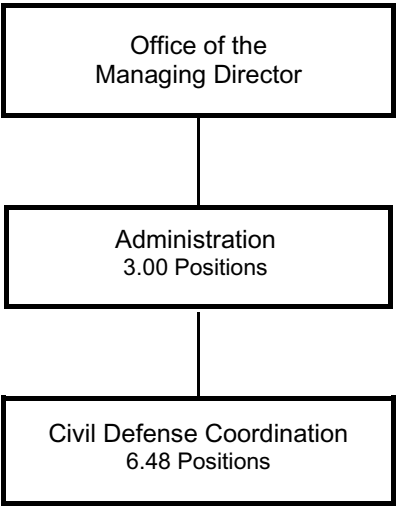 Office of the
Managing Director
Administration
3.00 Positions
Civil Defense Coordination
6.48 Positions